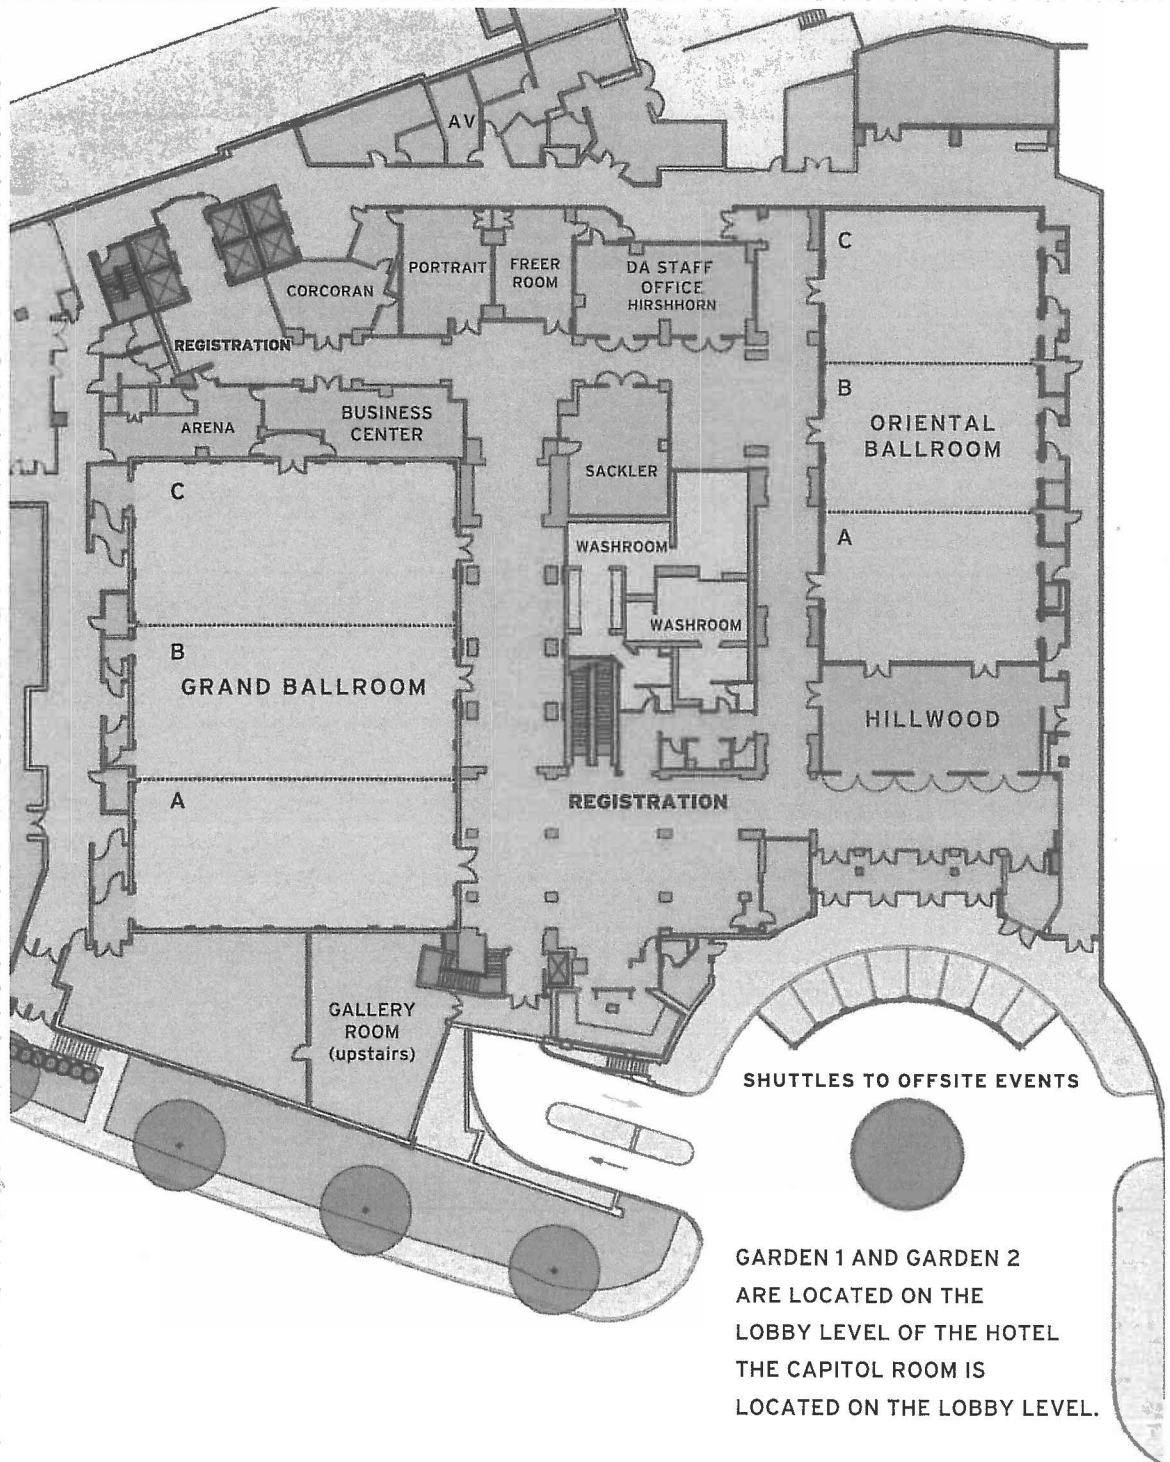 AV
C
PORTRAIT
FREER
ROOM
DA STAFF
OFFICE
HIRSHHORN
CORCORAN
REGISTRATION
B
ORIENTAL
BALLROOM
BUSINESS
CENTER
ARENA
SACKLER
C
A
WASHROOM
WASHROOM
B
GRAND BALLROOM
HILLWOOD
A
REGISTRATION
GALLERY
ROOM
(upstairs)
SHUTTLES TO OFFSITE EVENTS
GARDEN 1 AND GARDEN 2
ARE LOCATED ON THE
LOBBY LEVEL OF THE HOTEL
THE CAPITOL ROOM IS
LOCATED ON THE LOBBY LEVEL.